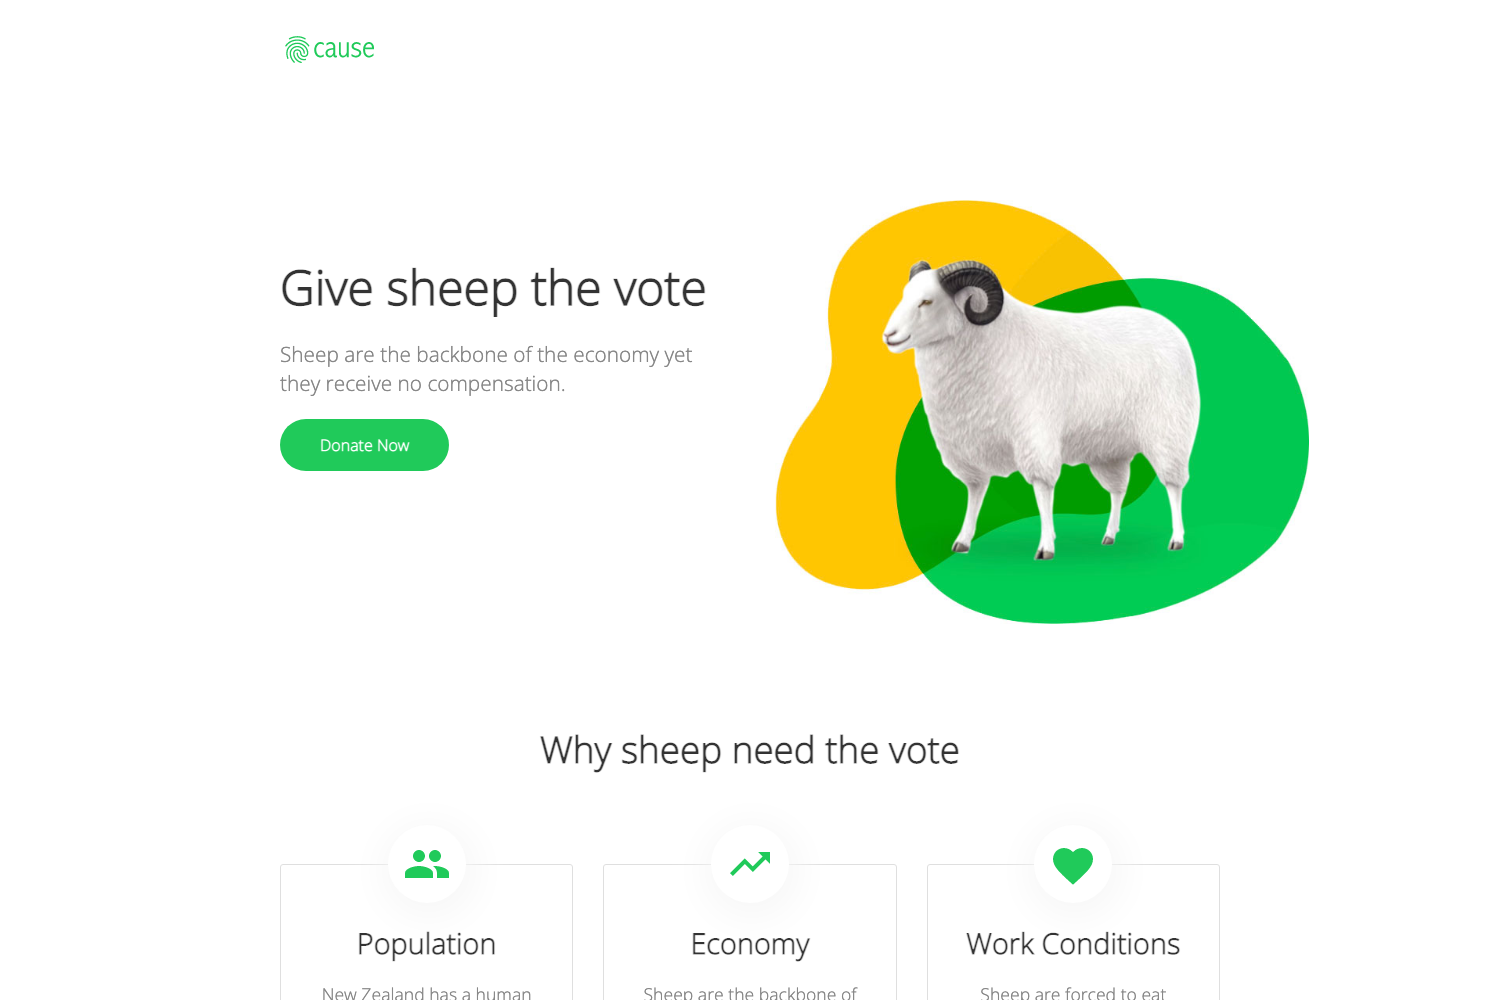 cause
Give sheep the vote
Sheep are the backbone of the economy yet
they receive no compensation.
Donate Now
Why sheep need the vote
Population
Economy
Work Conditions
New Zealand has a human
Sheep are the backbone of
Sheep are forced to eat